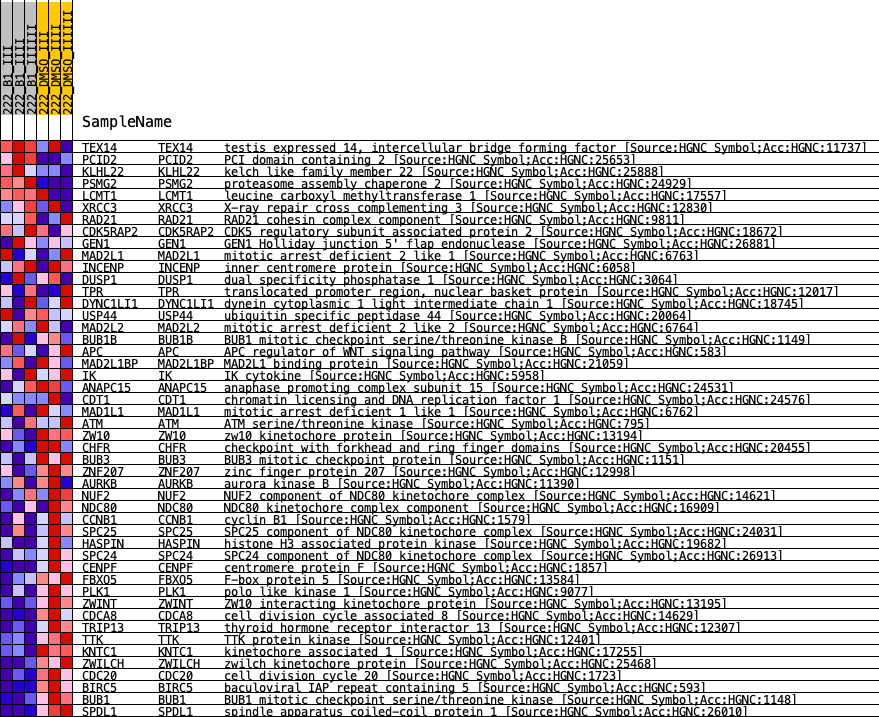 222_B1_III
222_B1_IIII
222_B1_IIIIII
222_DMSO_III
222_DMSO_IIII
222_DMSO_IIIIII
SampleName
TEX14 TEX14 testis expressed 14, intercellular bridge forming factor [Source:HGNC Symbol;Acc:HGNC:11737]
PCID2 PCID2 PCI domain containing 2 [Source:HGNC Symbol;Acc:HGNC:25653]
KLHL22 KLHL22 kelch like family member 22 [Source:HGNC Symbol;Acc:HGNC:25888]
PSMG2 PSMG2 proteasome assembly chaperone 2 [Source:HGNC Symbol;Acc:HGNC:24929]
LCMT1 LCMT1 leucine carboxyl methyltransferase 1 [Source:HGNC Symbol;Acc:HGNC:17557]
XRCC3 XRCC3 X-ray repair cross complementing 3 [Source:HGNC Symbol;Acc:HGNC:12830]
RAD21 RAD21 RAD21 cohesin complex component [Source:HGNC Symbol;Acc:HGNC:9811]
CDK5RAP2 CDK5RAP2 CDK5 regulatory subunit associated protein 2 [Source:HGNC Symbol;Acc:HGNC:18672]
GEN1 GEN1 GEN1 Holliday junction 5' flap endonuclease [Source:HGNC Symbol;Acc:HGNC:26881]
MAD2L1 MAD2L1 mitotic arrest deficient 2 like 1 [Source:HGNC Symbol;Acc:HGNC:6763]
INCENP INCENP inner centromere protein [Source:HGNC Symbol;Acc:HGNC:6058]
DUSP1 DUSP1 dual specificity phosphatase 1 [Source:HGNC Symbol;Acc:HGNC:3064]
TPR TPR translocated promoter region, nuclear basket protein [Source:HGNC Symbol;Acc:HGNC:12017]
DYNC1LI1 DYNC1LI1 dynein cytoplasmic 1 light intermediate chain 1 [Source:HGNC Symbol;Acc:HGNC:18745]
USP44 USP44 ubiquitin specific peptidase 44 [Source:HGNC Symbol;Acc:HGNC:20064]
MAD2L2 MAD2L2 mitotic arrest deficient 2 like 2 [Source:HGNC Symbol;Acc:HGNC:6764]
BUB1B BUB1B BUB1 mitotic checkpoint serine/threonine kinase B [Source:HGNC Symbol;Acc:HGNC:1149]
APC APC APC regulator of WNT signaling pathway [Source:HGNC Symbol;Acc:HGNC:583]
MAD2L1BP MAD2L1BP MAD2L1 binding protein [Source:HGNC Symbol;Acc:HGNC:21059]
IK IK IK cytokine [Source:HGNC Symbol;Acc:HGNC:5958]
ANAPC15 ANAPC15 anaphase promoting complex subunit 15 [Source:HGNC Symbol;Acc:HGNC:24531]
CDT1 CDT1 chromatin licensing and DNA replication factor 1 [Source:HGNC Symbol;Acc:HGNC:24576]
MAD1L1 MAD1L1 mitotic arrest deficient 1 like 1 [Source:HGNC Symbol;Acc:HGNC:6762]
ATM ATM ATM serine/threonine kinase [Source:HGNC Symbol;Acc:HGNC:795]
ZW10 ZW10 zw10 kinetochore protein [Source:HGNC Symbol;Acc:HGNC:13194]
CHFR CHFR checkpoint with forkhead and ring finger domains [Source:HGNC Symbol;Acc:HGNC:20455]
BUB3 BUB3 BUB3 mitotic checkpoint protein [Source:HGNC Symbol;Acc:HGNC:1151]
ZNF207 ZNF207 zinc finger protein 207 [Source:HGNC Symbol;Acc:HGNC:12998]
AURKB AURKB aurora kinase B [Source:HGNC Symbol;Acc:HGNC:11390]
NUF2 NUF2 NUF2 component of NDC80 kinetochore complex [Source:HGNC Symbol;Acc:HGNC:14621]
NDC80 NDC80 NDC80 kinetochore complex component [Source:HGNC Symbol;Acc:HGNC:16909]
CCNB1 CCNB1 cyclin B1 [Source:HGNC Symbol;Acc:HGNC:1579]
SPC25 SPC25 SPC25 component of NDC80 kinetochore complex [Source:HGNC Symbol;Acc:HGNC:24031]
HASPIN HASPIN histone H3 associated protein kinase [Source:HGNC Symbol;Acc:HGNC:19682]
SPC24 SPC24 SPC24 component of NDC80 kinetochore complex [Source:HGNC Symbol;Acc:HGNC:26913]
CENPF CENPF centromere protein F [Source:HGNC Symbol;Acc:HGNC:1857]
FBXO5 FBXO5 F-box protein 5 [Source:HGNC Symbol;Acc:HGNC:13584]
PLK1 PLK1 polo like kinase 1 [Source:HGNC Symbol;Acc:HGNC:9077]
ZWINT ZWINT ZW10 interacting kinetochore protein [Source:HGNC Symbol;Acc:HGNC:13195]
CDCA8 CDCA8 cell division cycle associated 8 [Source:HGNC Symbol;Acc:HGNC:14629]
TRIP13 TRIP13 thyroid hormone receptor interactor 13 [Source:HGNC Symbol;Acc:HGNC:12307]
TTK TTK TTK protein kinase [Source:HGNC Symbol;Acc:HGNC:12401]
KNTC1 KNTC1 kinetochore associated 1 [Source:HGNC Symbol;Acc:HGNC:17255]
ZWILCH ZWILCH zwilch kinetochore protein [Source:HGNC Symbol;Acc:HGNC:25468]
CDC20 CDC20 cell division cycle 20 [Source:HGNC Symbol;Acc:HGNC:1723]
BIRC5 BIRC5 baculoviral IAP repeat containing 5 [Source:HGNC Symbol;Acc:HGNC:593]
BUB1 BUB1 BUB1 mitotic checkpoint serine/threonine kinase [Source:HGNC Symbol;Acc:HGNC:1148]
SPDL1 SPDL1 spindle apparatus coiled-coil protein 1 [Source:HGNC Symbol;Acc:HGNC:26010]